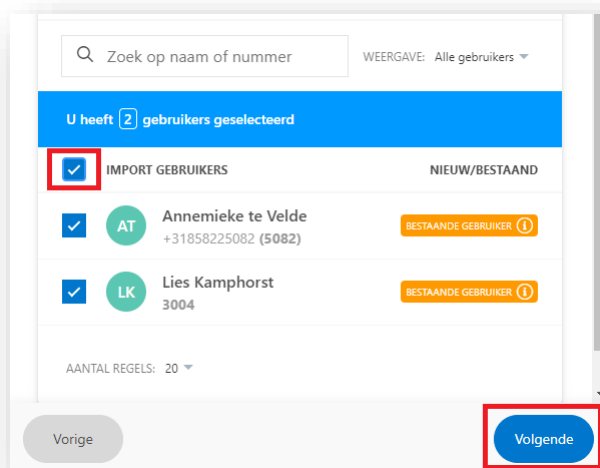 Zoek op naam of nummer
WEERGAVE: Alle gebruikers
U heeft 2 gebruikers geselecteerd
IMPORT GEBRUIKERS NIEUW/BESTAAND
AT Annemieke te Velde BESTAANDE GEBRUIKER i
+31858225082 (5082)
LK Lies Kamphorst BESTAANDE GEBRUIKER i
3004
AANTAL REGELS: 20
Vorige
Volgende